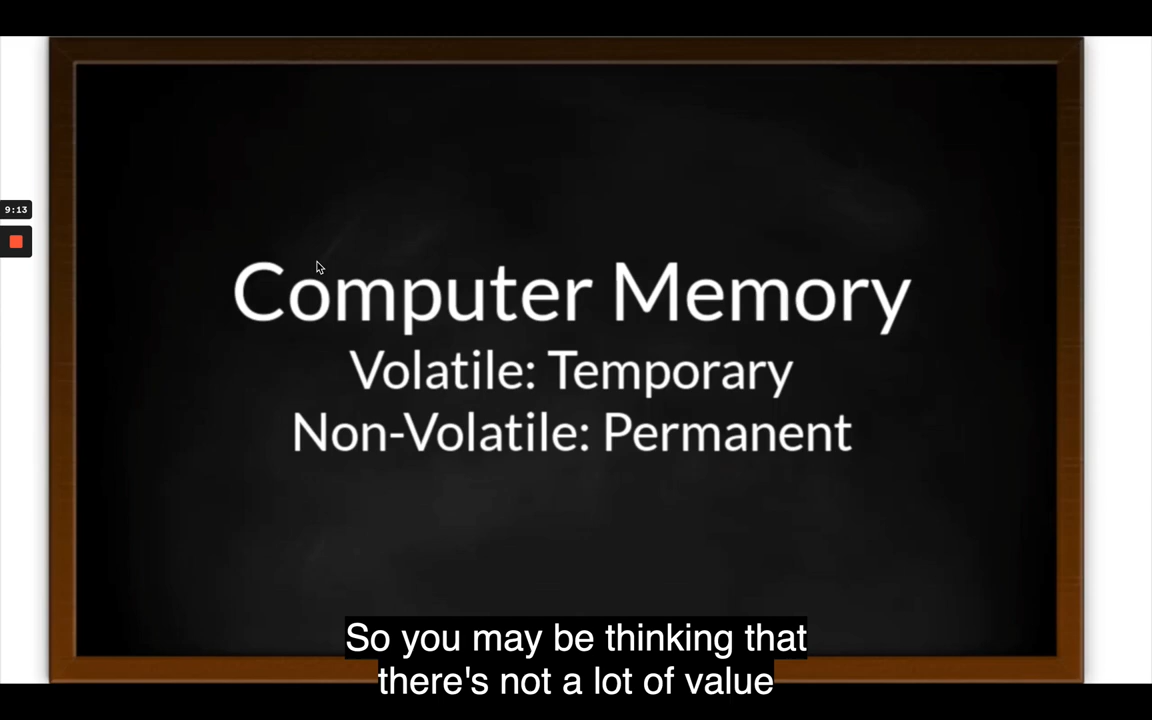 9:13
Computer Memory
Volatile: Temporary
Non-Volatile: Permanent
So you may be thinking that
there's not a lot of value